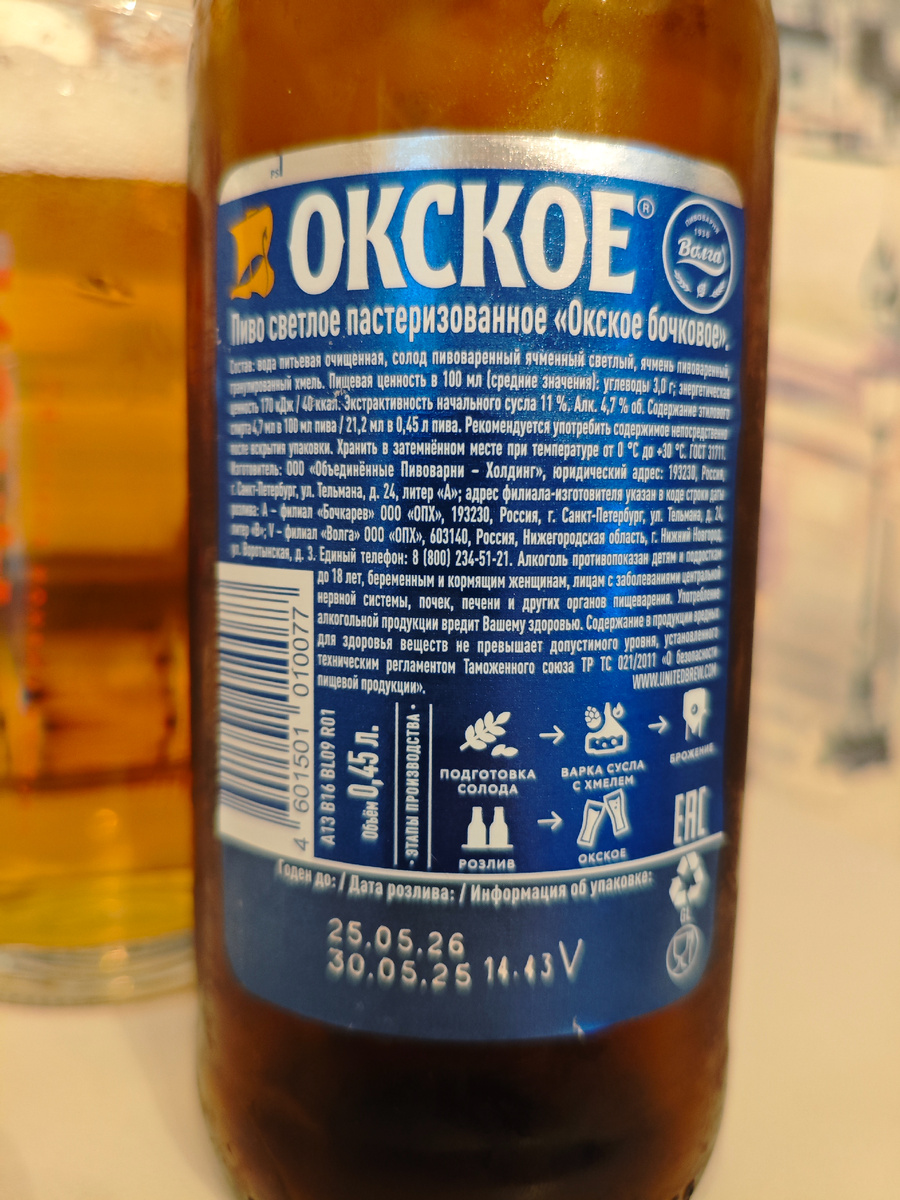 ОКСКОЕ®
ПИВОВАРНЯ
1936
Волга
Пиво светлое пастеризованное «Окское бочковое».
Состав: вода питьевая очищенная, солод пивоваренный ячменный светлый, ячмень пивоваренный,
гранулированный хмель. Пищевая ценность в 100 мл (средние значения): углеводы 3,0 г; энергетическая
ценность 170 кДж / 40 ккал. Экстрактивность начального сусла 11 %. Алк. 4,7 % об. Содержание этилового
спирта 4,7 мл в 100 мл пива / 21,2 мл в 0,45 л пива. Рекомендуется употребить содержимое непосредственно
после вскрытия упаковки. Хранить в затемнённом месте при температуре от 0 °C до +30 °C. ГОСТ 31711.
Изготовитель: ООО «Объединённые Пивоварни – Холдинг», юридический адрес: 193230, Россия,
г. Санкт-Петербург, ул. Тельмана, д. 24, литер «А»; адрес филиала-изготовителя указан в коде строки даты
розлива: А – филиал «Бочкарев» ООО «ОПХ», 193230, Россия, г. Санкт-Петербург, ул. Тельмана, д. 24,
литер «В»; V – филиал «Волга» ООО «ОПХ», 603140, Россия, Нижегородская область, г. Нижний Новгород,
ул. Воротынская, д. 3. Единый телефон: 8 (800) 234-51-21. Алкоголь противопоказан детям и подросткам
до 18 лет, беременным и кормящим женщинам, лицам с заболеваниями центральной
нервной системы, почек, печени и других органов пищеварения. Употребление
алкогольной продукции вредит Вашему здоровью. Содержание в продукции вредных
для здоровья веществ не превышает допустимого уровня, установленного
техническим регламентом Таможенного союза ТР ТС 021/2011 «О безопасности
пищевой продукции».
WWW.UNITEDBREW.COM
4 601501 010077
A13 B16 BL09 R01
Объём 0,45 л.
• ЭТАПЫ ПРОИЗВОДСТВА •
ПОДГОТОВКА
СОЛОДА
ВАРКА СУСЛА
С ХМЕЛЕМ
БРОЖЕНИЕ
РОЗЛИВ
ОКСКОЕ
EAC
Годен до: / Дата розлива: / Информация об упаковке:
GL
25.05.26
30.05.25 14.43V